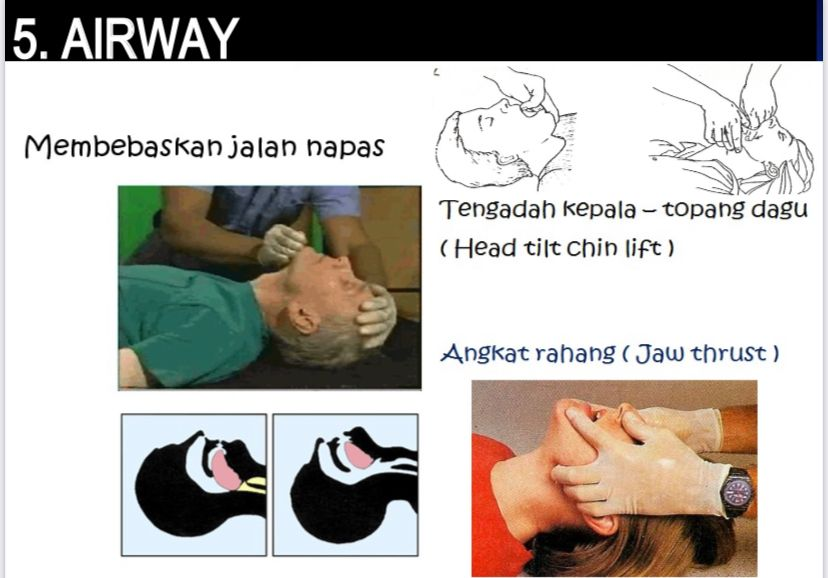 5. AIRWAY
Membebaskan jalan napas
Tengadah kepala – topang dagu
( Head tilt chin lift )
Angkat rahang ( Jaw thrust )